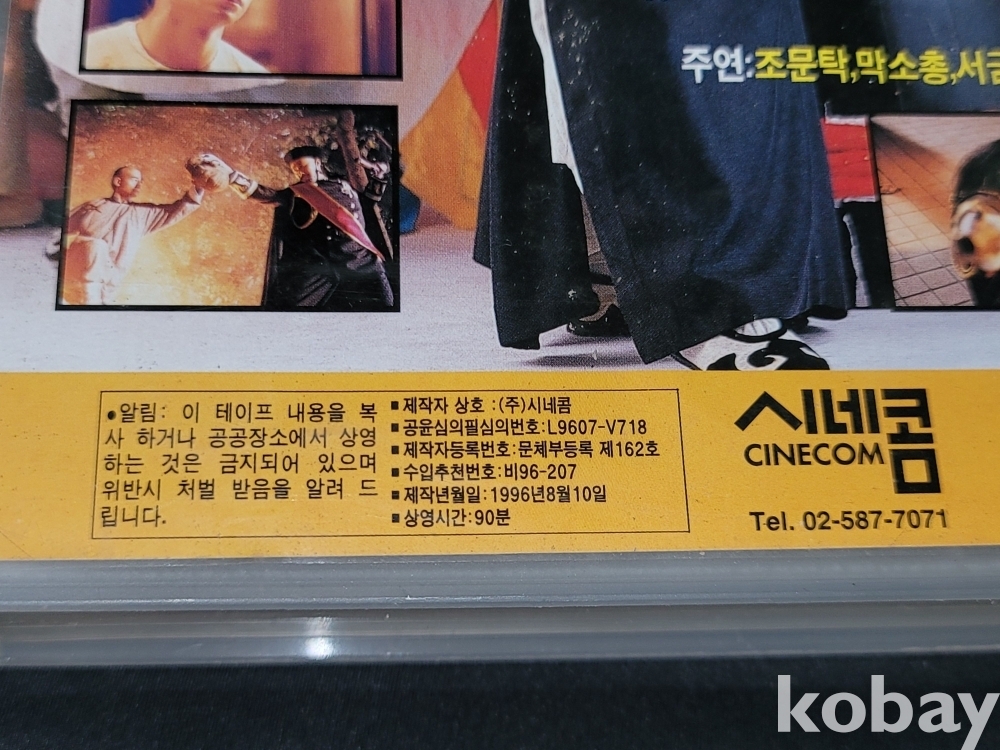 주연:조문탁,막소총,서금
●알림: 이 테이프 내용을 복
사 하거나 공공장소에서 상영
하는 것은 금지되어 있으며
위반시 처벌 받음을 알려 드
립니다.
■제작자 상호 :(주)시네콤
■공윤심의필심의번호:L9607-V718
■제작자등록번호:문체부등록 제162호
■수입추천번호:비96-207
■제작년월일:1996년8월10일
■상영시간:90분
시네콤
CINECOM
Tel. 02-587-7071
kobay